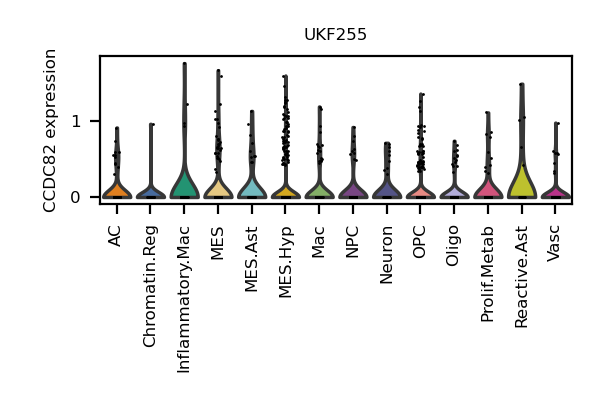 UKF255
CCDC82 expression
1
0
AC
Chromatin.Reg
Inflammatory.Mac
MES
MES.Ast
MES.Hyp
Mac
NPC
Neuron
OPC
Oligo
Prolif.Metab
Reactive.Ast
Vasc